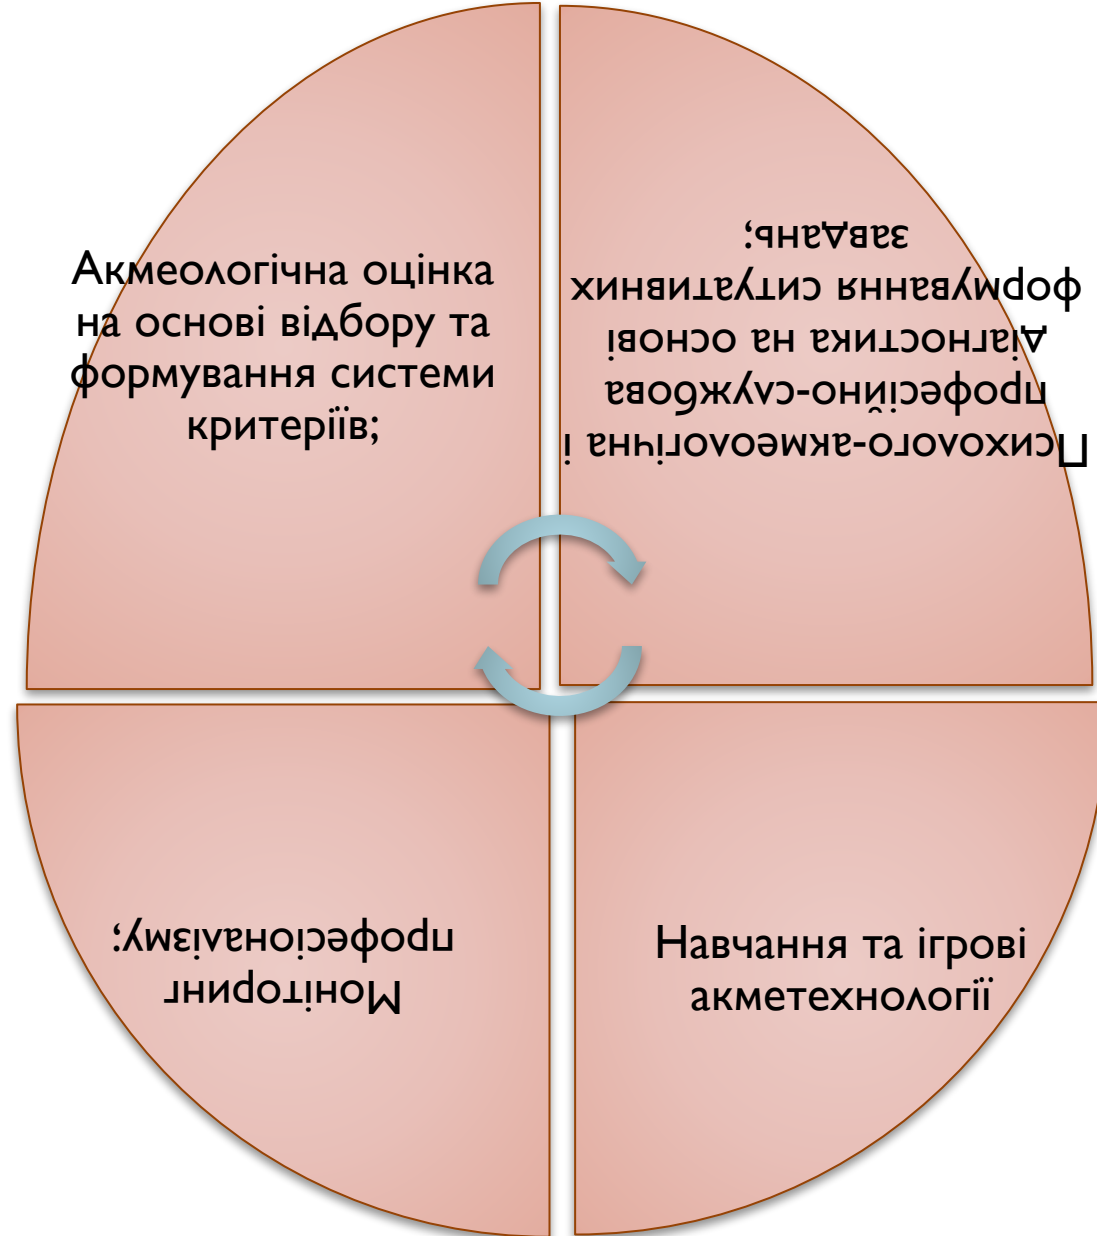 Акмеологічна оцінка
на основі відбору та
формування системи
критеріїв;
Психолого-акмеологічна і
професійно-службова
діагностика на основі
формування ситуативних
завдань;
Моніторинг
професіоналізму;
Навчання та ігрові
акметехнології